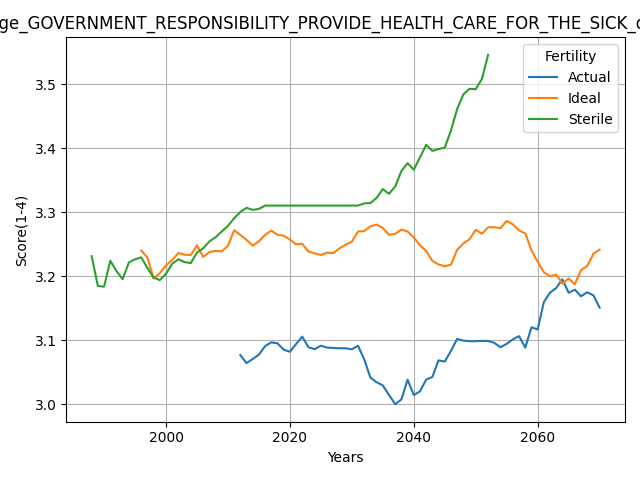 ge_GOVERNMENT_RESPONSIBILITY_PROVIDE_HEALTH_CARE_FOR_THE_SICK_
Fertility
Actual
Ideal
Sterile
3.5
3.4
3.3
3.2
3.1
3.0
Score(1-4)
2000
2020
2040
2060
Years